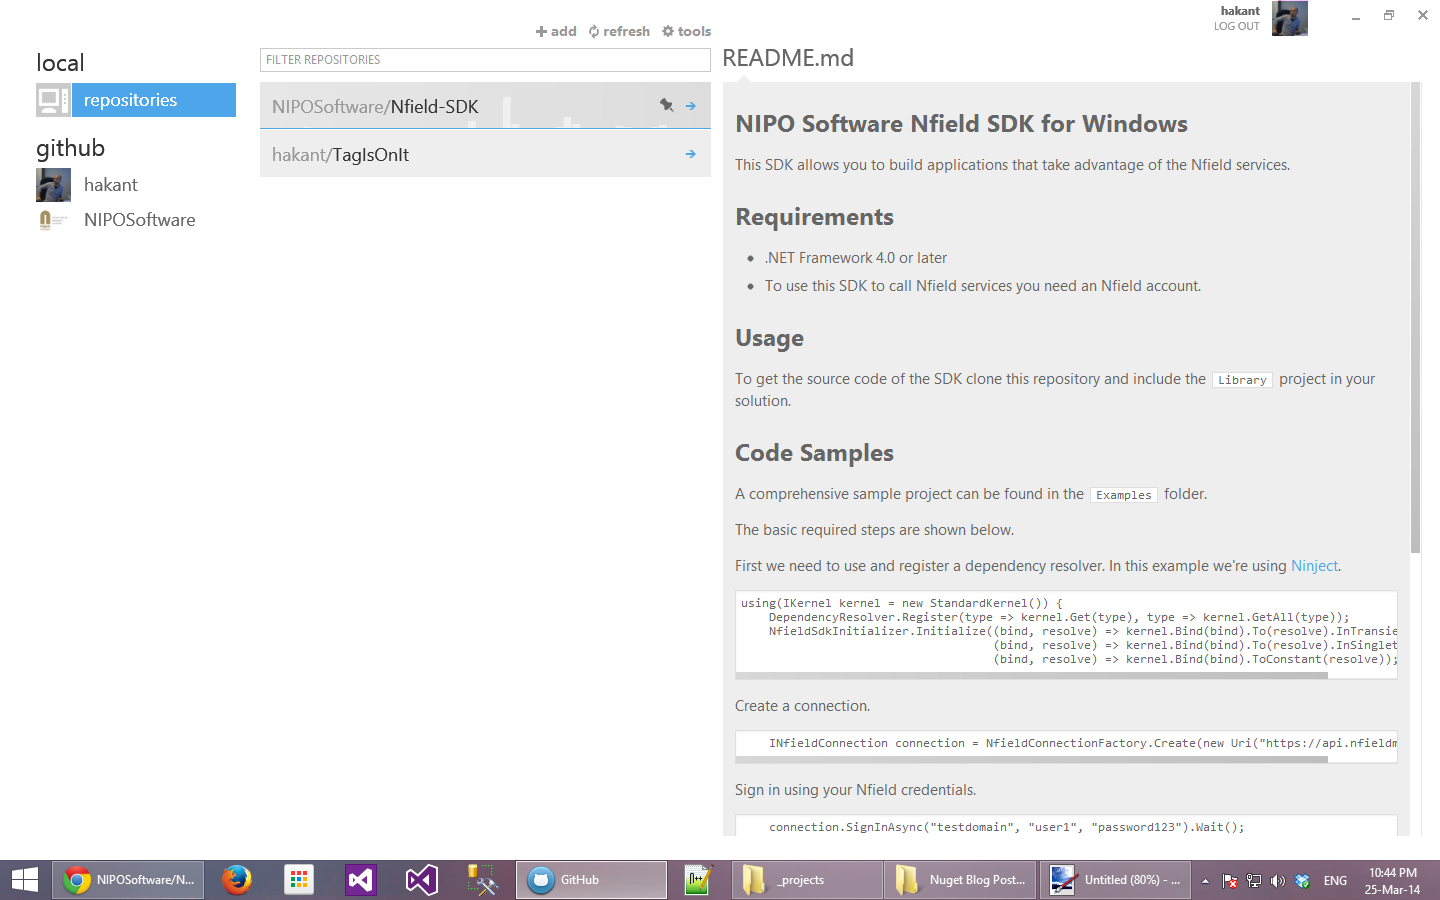 hakant
LOG OUT
add refresh tools
local
repositories
github
hakant
NIPOSoftware
FILTER REPOSITORIES
NIPOSoftware/Nfield-SDK
hakant/TagIsOnIt
README.md
NIPO Software Nfield SDK for Windows
This SDK allows you to build applications that take advantage of the Nfield services.
Requirements
• .NET Framework 4.0 or later
• To use this SDK to call Nfield services you need an Nfield account.
Usage
To get the source code of the SDK clone this repository and include the Library project in your
solution.
Code Samples
A comprehensive sample project can be found in the Examples folder.
The basic required steps are shown below.
First we need to use and register a dependency resolver. In this example we're using Ninject.
using(IKernel kernel = new StandardKernel()) {
DependencyResolver.Register(type => kernel.Get(type), type => kernel.GetAll(type));
NfieldSdkInitializer.Initialize((bind, resolve) => kernel.Bind(bind).To(resolve).InTransie
(bind, resolve) => kernel.Bind(bind).To(resolve).InSinglet
(bind, resolve) => kernel.Bind(bind).ToConstant(resolve));
Create a connection.
INfieldConnection connection = NfieldConnectionFactory.Create(new Uri("https://api.nfieldm
Sign in using your Nfield credentials.
connection.SignInAsync("testdomain", "user1", "password123").Wait();
NIPOSoftware/N...
GitHub
_projects
Nuget Blog Post...
Untitled (80%) - ...
ENG
10:44 PM
25-Mar-14